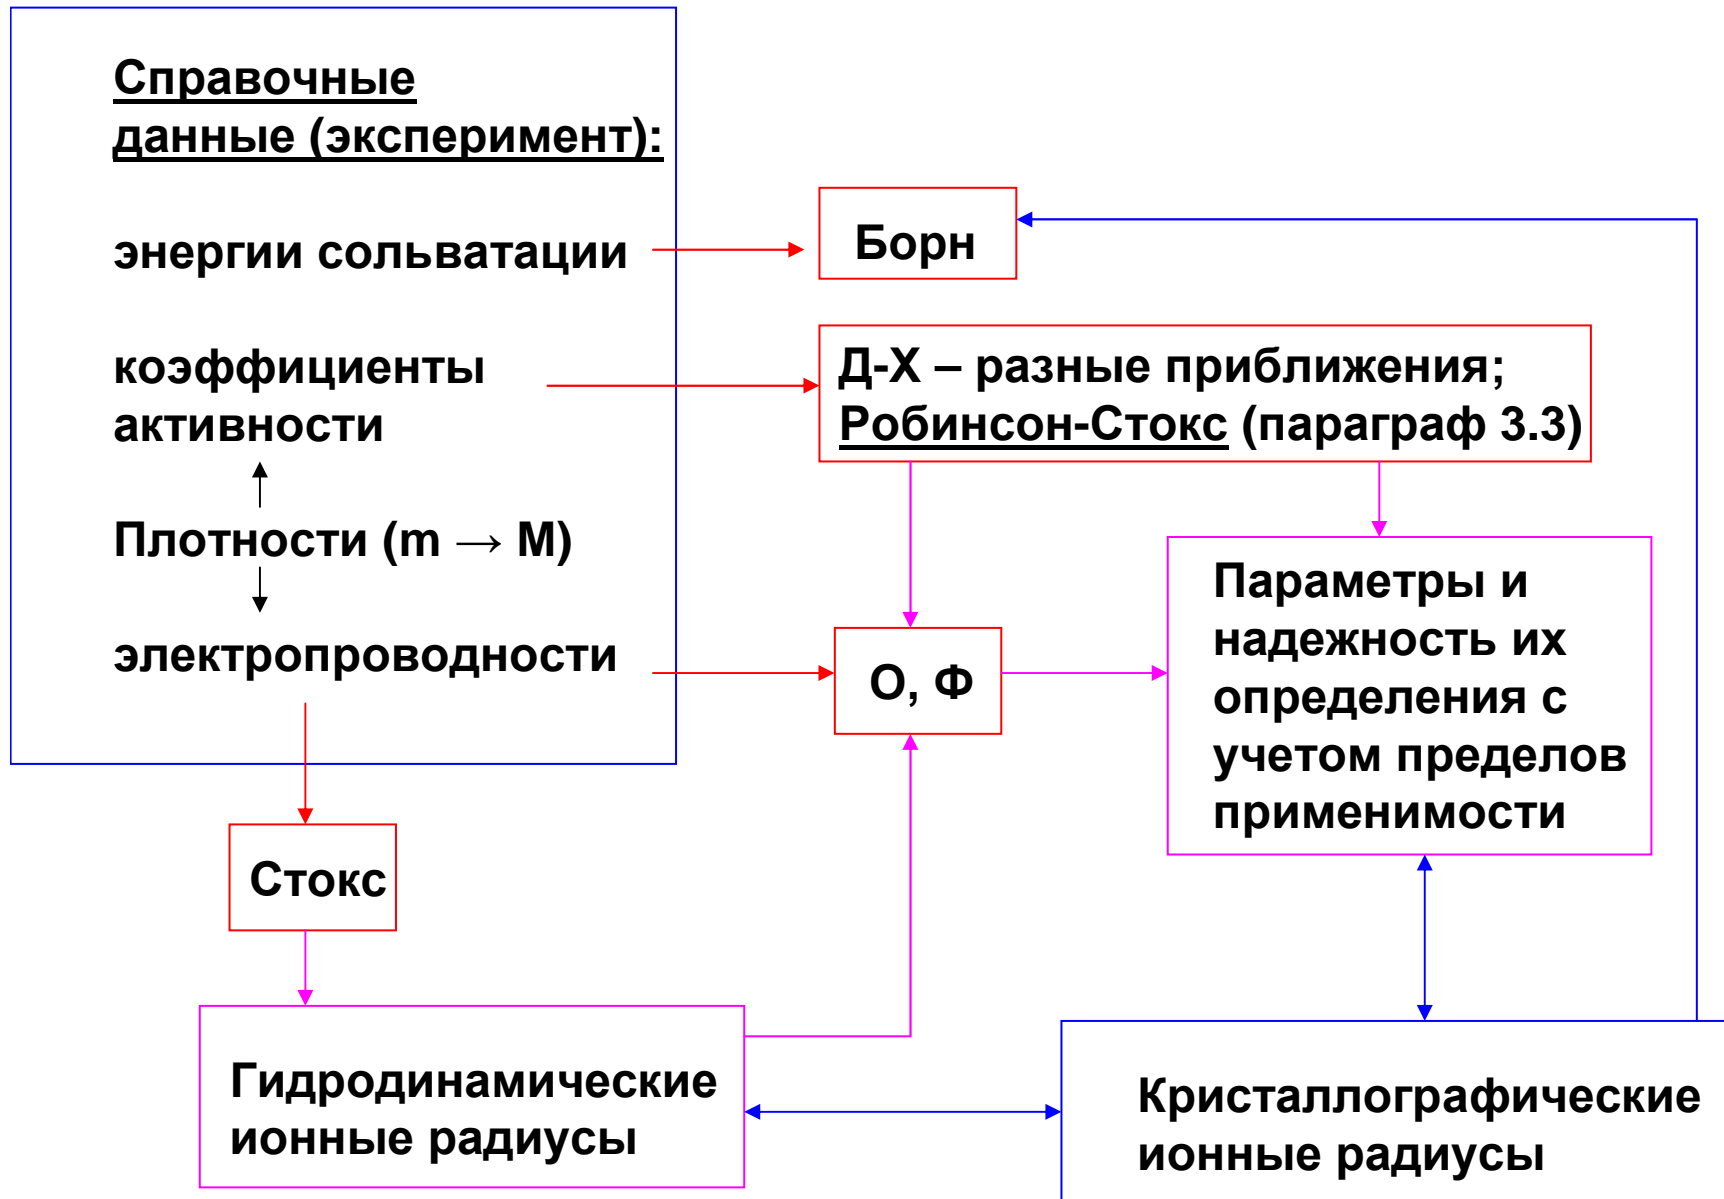 Справочные
данные (эксперимент):
энергии сольватации
коэффициенты
активности
Плотности (m → M)
электропроводности
Борн
Д-Х – разные приближения;
Робинсон-Стокс (параграф 3.3)
О, Ф
Параметры и
надежность их
определения с
учетом пределов
применимости
Стокс
Гидродинамические
ионные радиусы
Кристаллографические
ионные радиусы